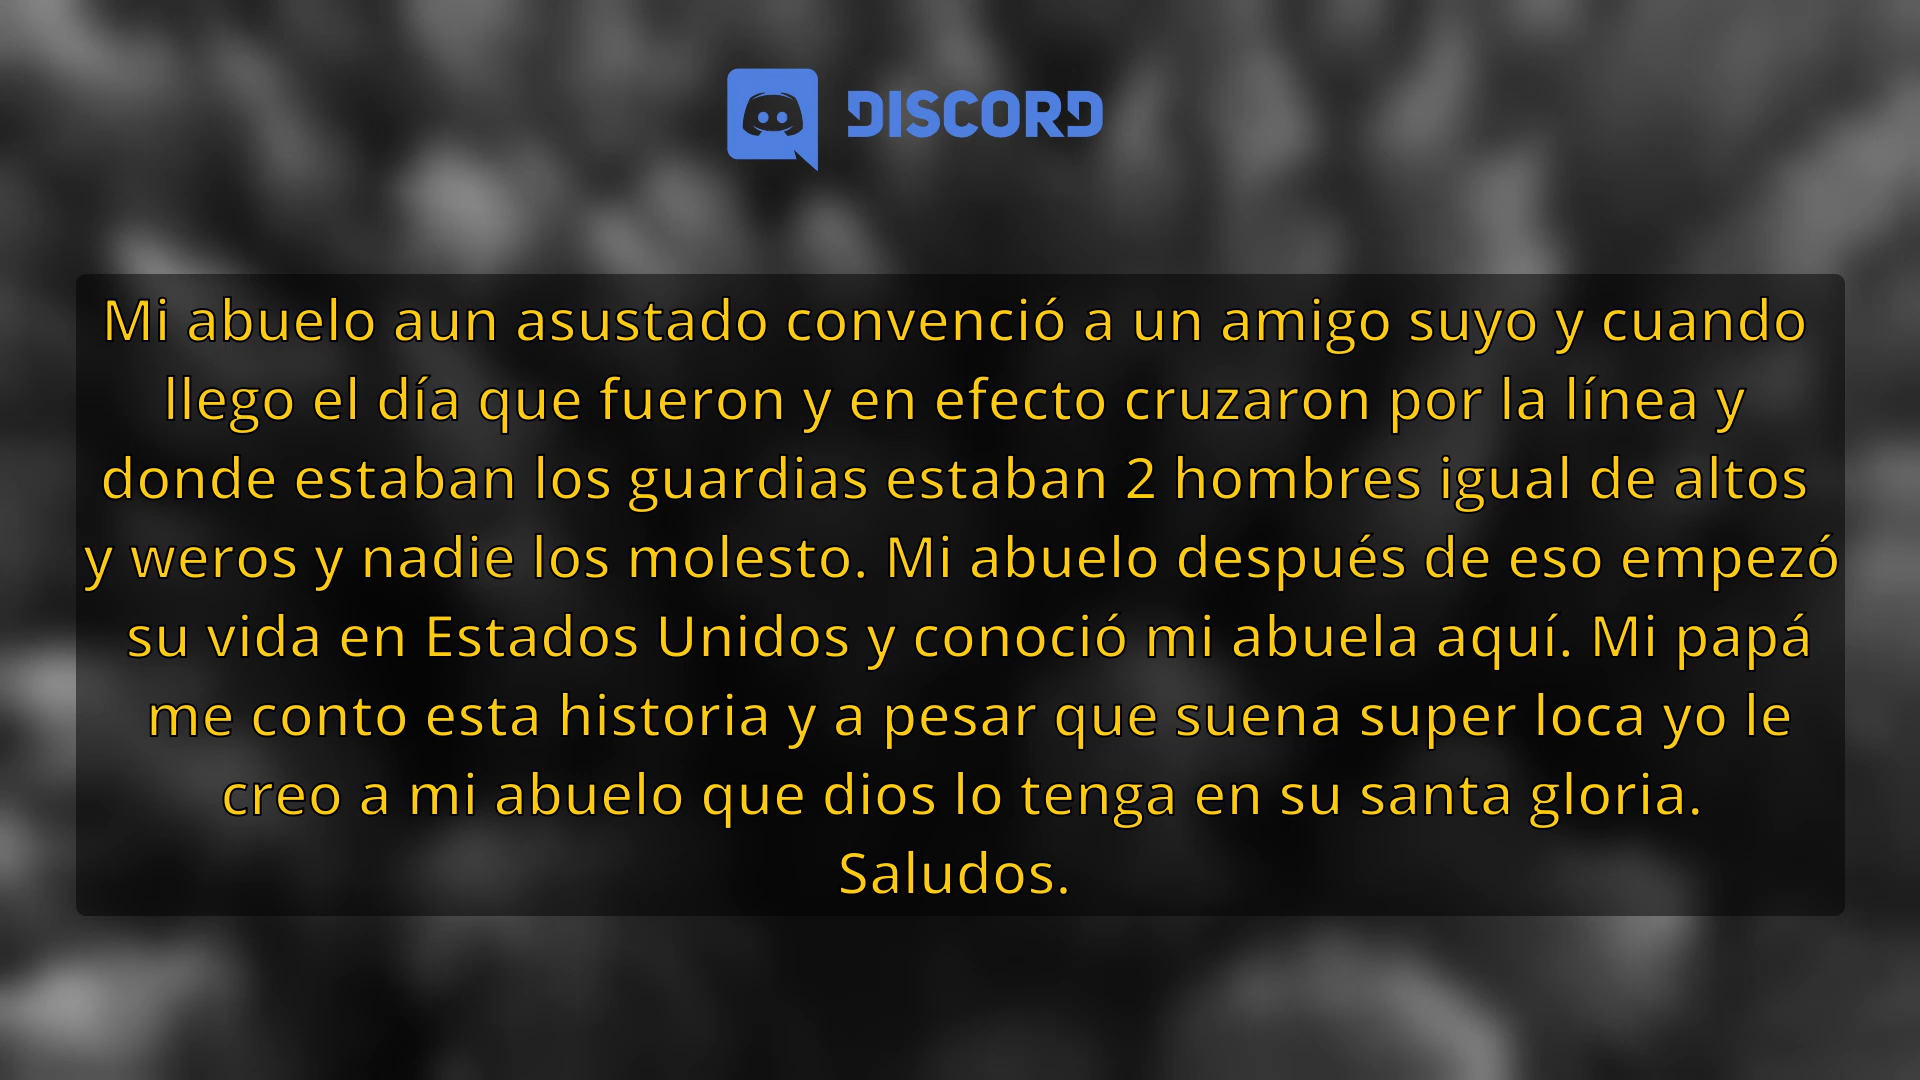 DISCORD
Mi abuelo aun asustado convenció a un amigo suyo y cuando
llego el día que fueron y en efecto cruzaron por la línea y
donde estaban los guardias estaban 2 hombres igual de altos
y weros y nadie los molesto. Mi abuelo después de eso empezó
su vida en Estados Unidos y conoció mi abuela aquí. Mi papá
me conto esta historia y a pesar que suena super loca yo le
creo a mi abuelo que dios lo tenga en su santa gloria.
Saludos.